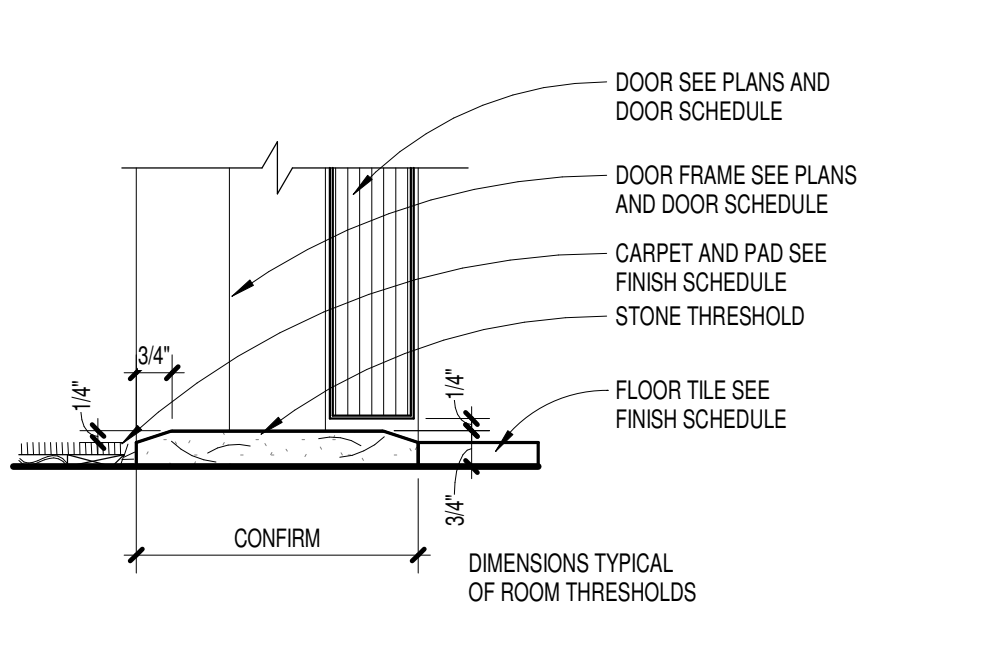 DOOR SEE PLANS AND
DOOR SCHEDULE
DOOR FRAME SEE PLANS
AND DOOR SCHEDULE
CARPET AND PAD SEE
FINISH SCHEDULE
STONE THRESHOLD
3/4"
1/4"
1/4"
FLOOR TILE SEE
FINISH SCHEDULE
3/4"
CONFIRM
DIMENSIONS TYPICAL
OF ROOM THRESHOLDS